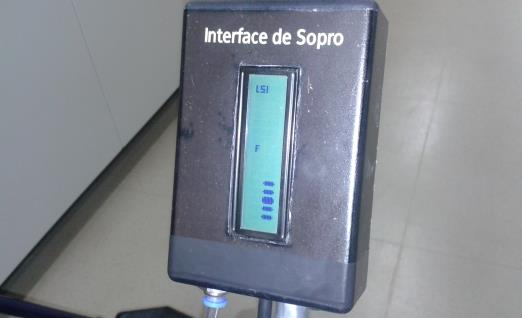 Interface de Sopro
LSI
F